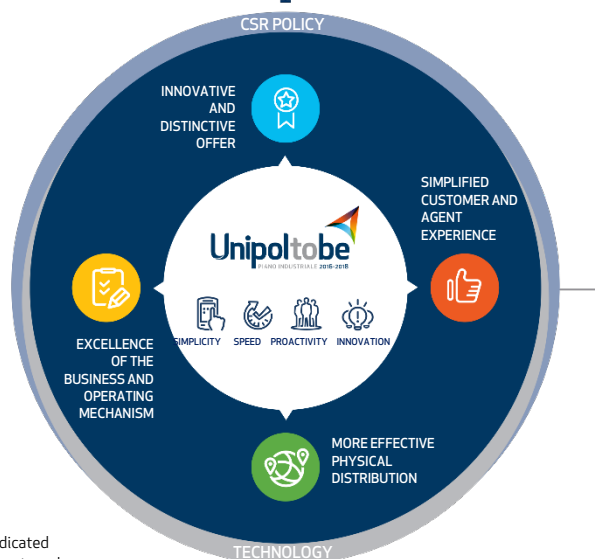 CSR POLICY
INNOVATIVE
AND
DISTINCTIVE
OFFER
SIMPLIFIED
CUSTOMER AND
AGENT
EXPERIENCE
Unipoltobe
PIANO INDUSTRIALE 2016-2018
SIMPLICITY SPEED PROACTIVITY INNOVATION
EXCELLENCE
OF THE
BUSINESS AND
OPERATING
MECHANISM
MORE EFFECTIVE
PHYSICAL
DISTRIBUTION
TECHNOLOGY